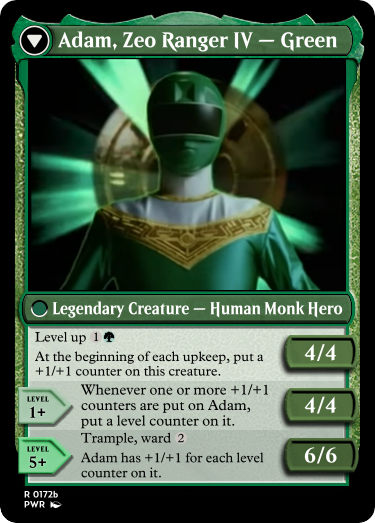 Adam, Zeo Ranger IV — Green
Legendary Creature — Human Monk Hero
Level up 1
At the beginning of each upkeep, put a
+1/+1 counter on this creature.
4/4
LEVEL
1+
Whenever one or more +1/+1
counters are put on Adam,
put a level counter on it.
4/4
LEVEL
5+
Trample, ward 2
Adam has +1/+1 for each level
counter on it.
6/6
R 0172b
PWR